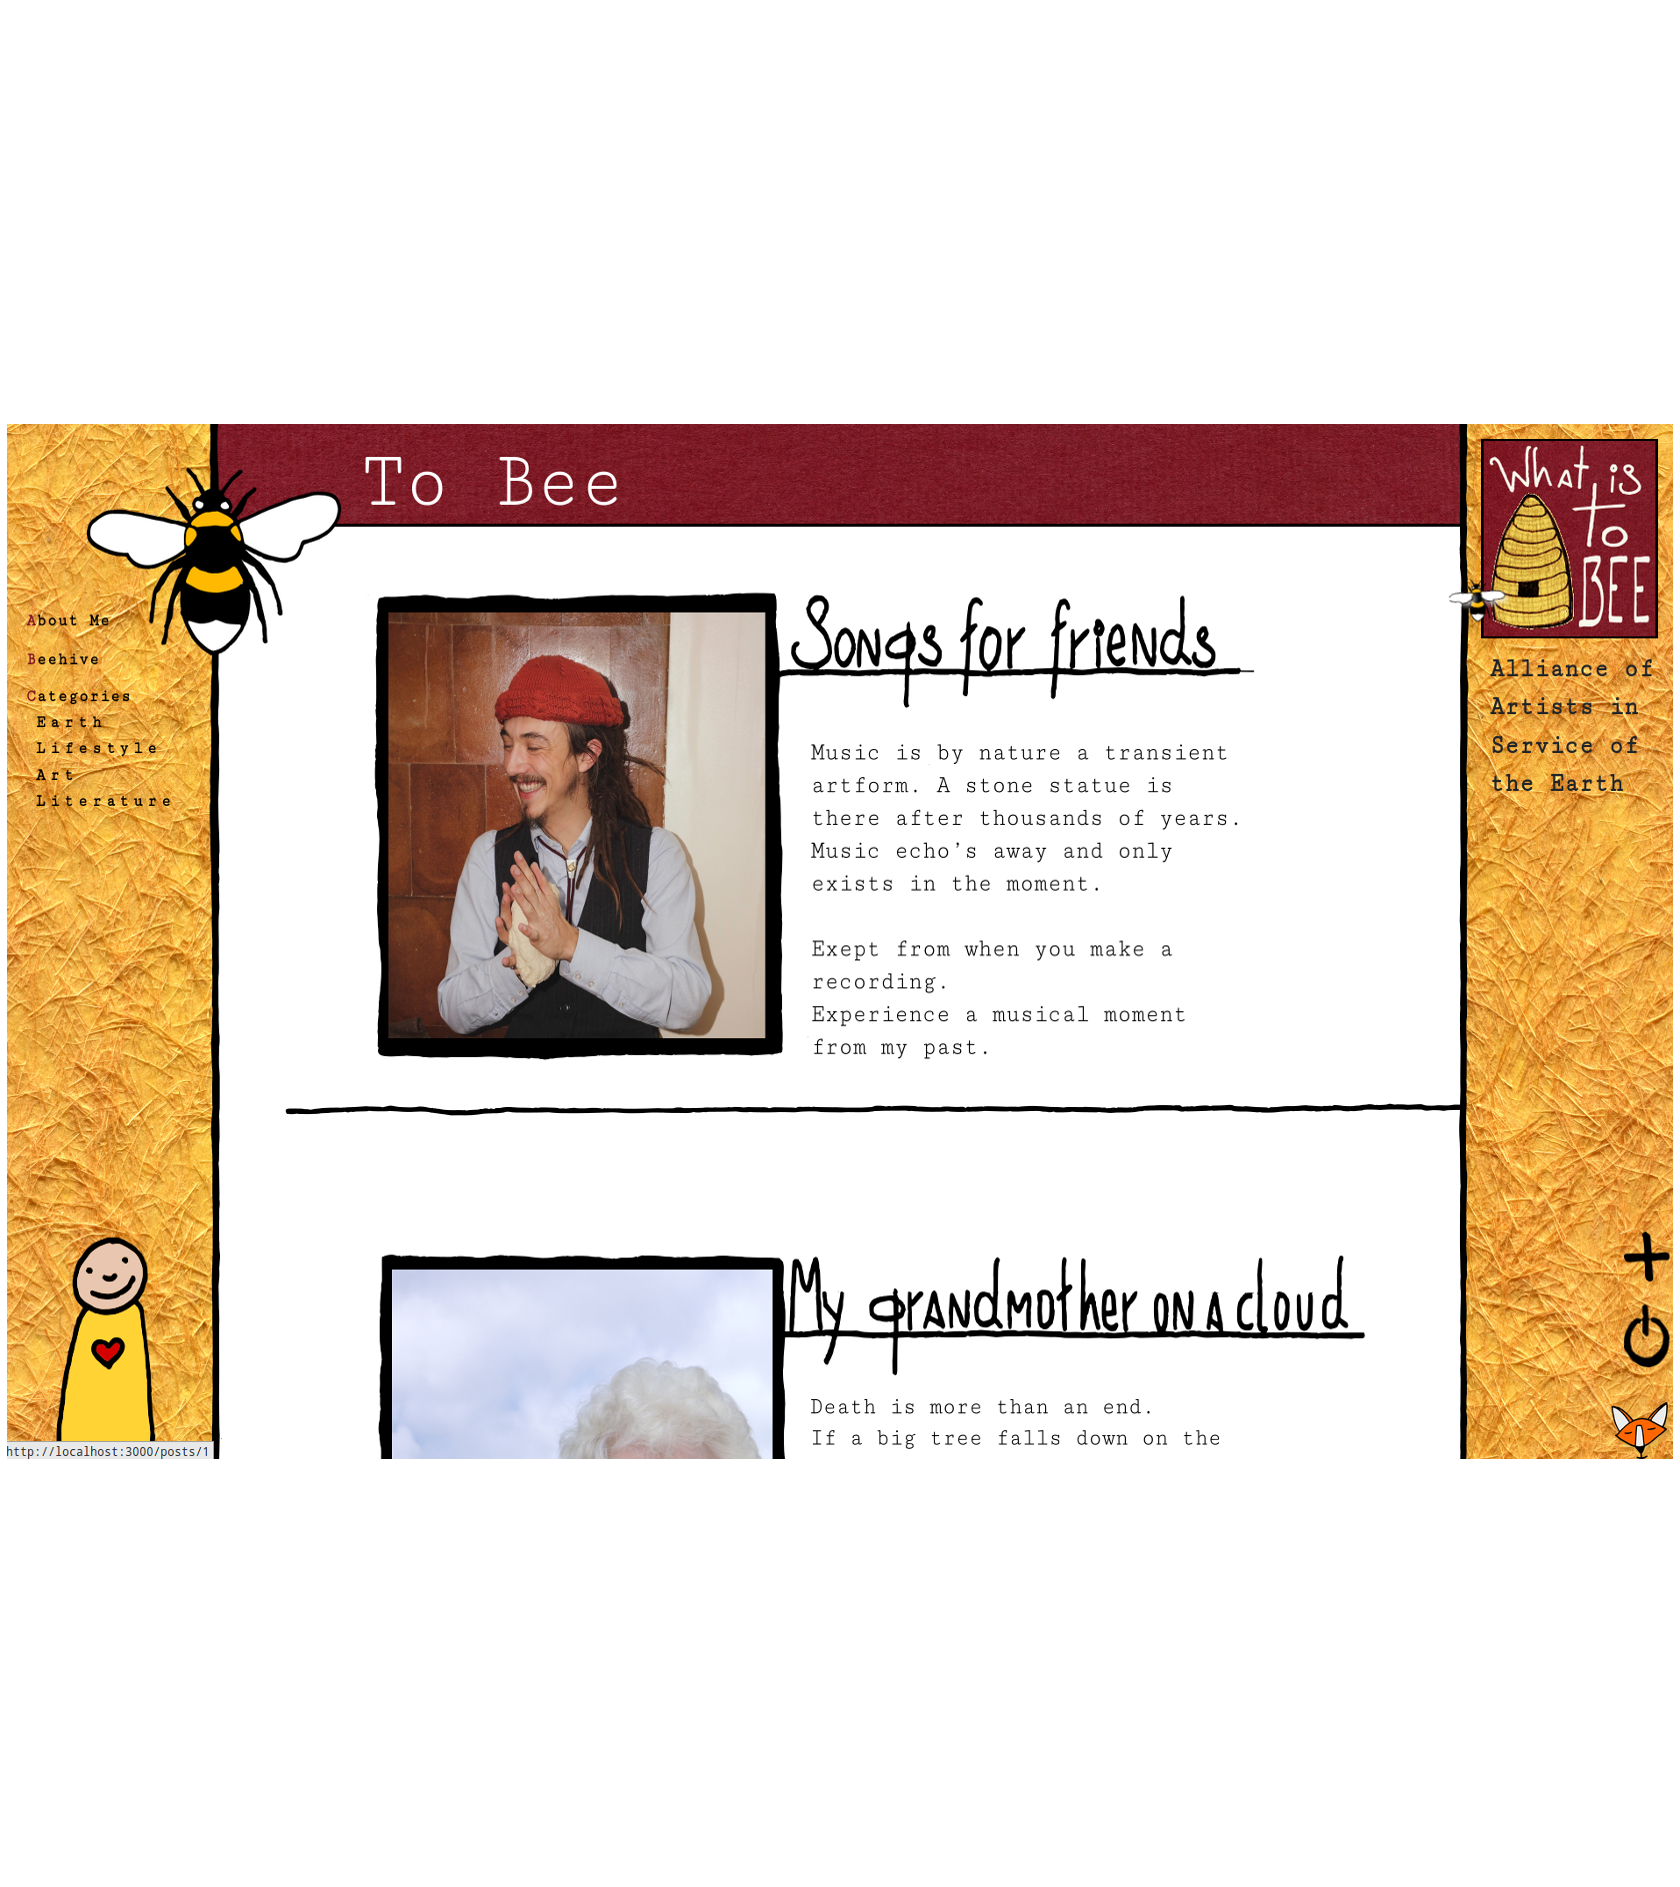 To Bee
What is
to
BEE
About Me
Beehive
Categories
Earth
Lifestyle
Art
Literature
Alliance of
Artists in
Service of
the Earth
Songs for friends
Music is by nature a transient
artform. A stone statue is
there after thousands of years.
Music echo's away and only
exists in the moment.
Exept from when you make a
recording.
Experience a musical moment
from my past.
My grandmother on a cloud
Death is more than an end.
If a big tree falls down on the
http://localhost:3000/posts/1